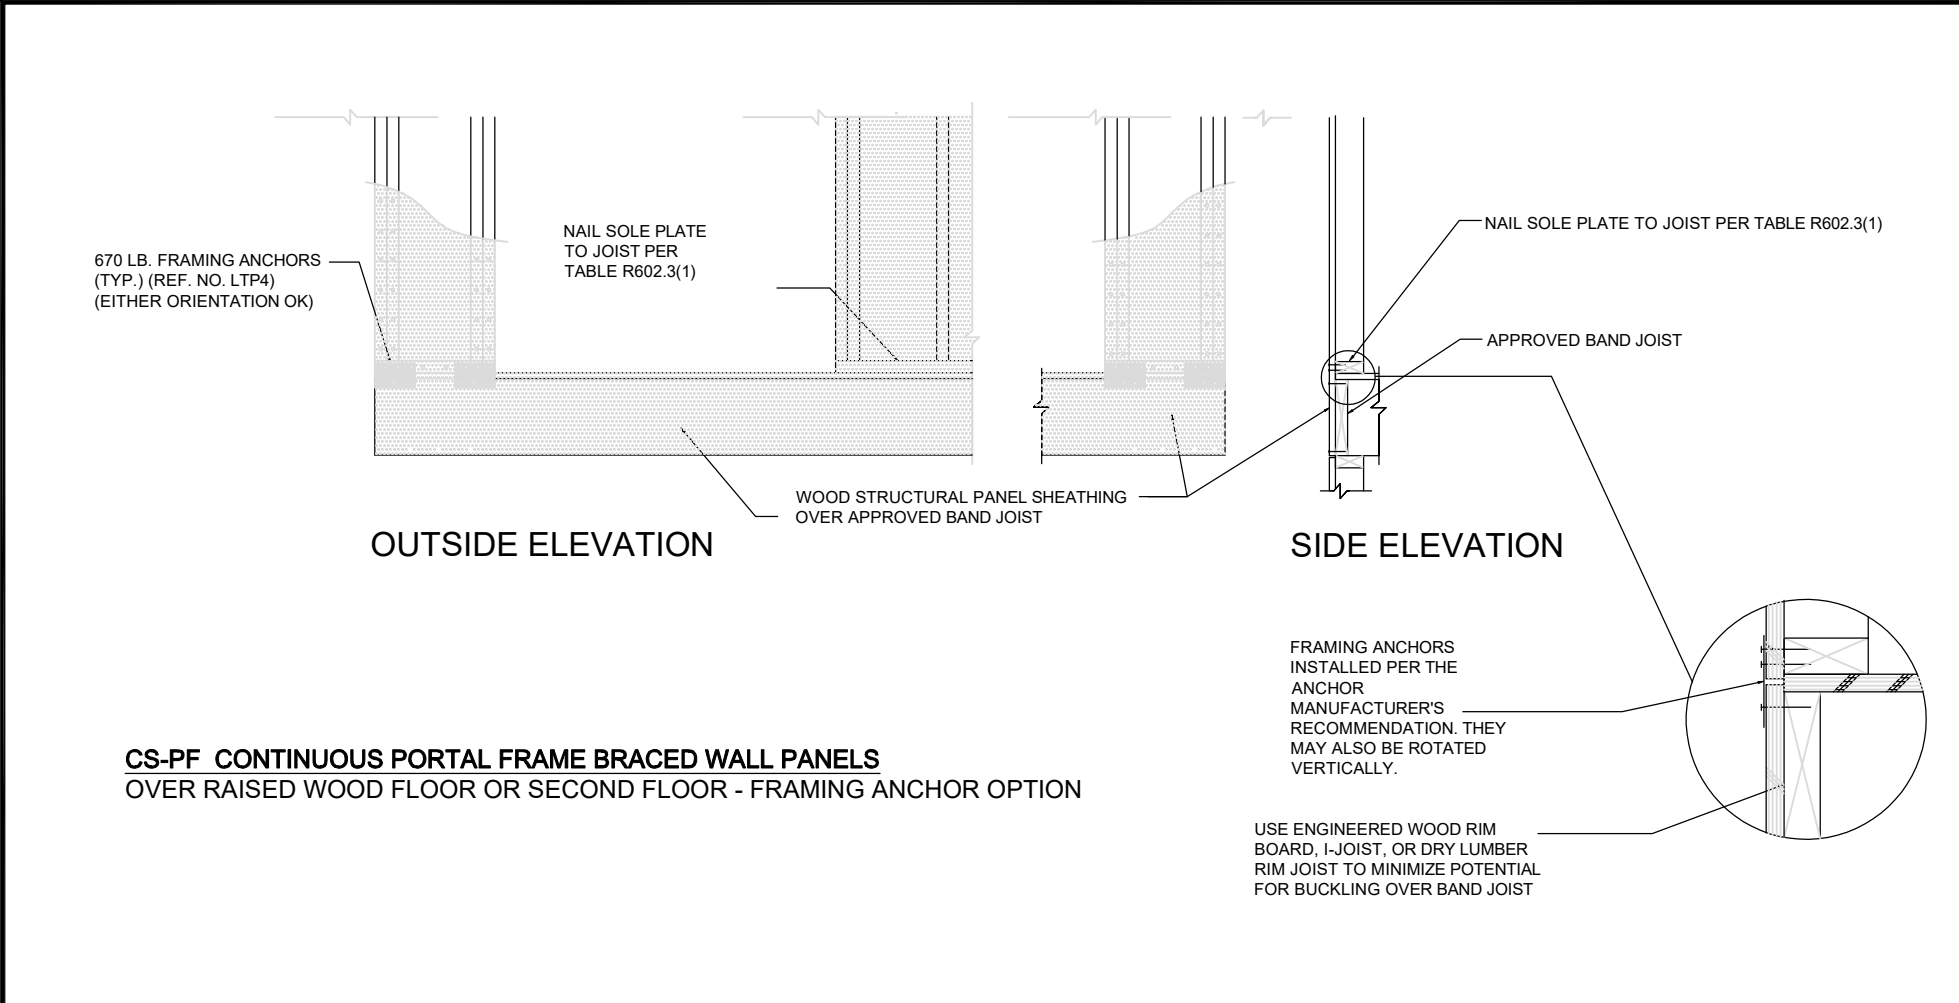 670 LB. FRAMING ANCHORS
(TYP.) (REF. NO. LTP4)
(EITHER ORIENTATION OK)
NAIL SOLE PLATE
TO JOIST PER
TABLE R602.3(1)
NAIL SOLE PLATE TO JOIST PER TABLE R602.3(1)
APPROVED BAND JOIST
WOOD STRUCTURAL PANEL SHEATHING
OVER APPROVED BAND JOIST
OUTSIDE ELEVATION
SIDE ELEVATION
FRAMING ANCHORS
INSTALLED PER THE
ANCHOR
MANUFACTURER'S
RECOMMENDATION. THEY
MAY ALSO BE ROTATED
VERTICALLY.
CS-PF CONTINUOUS PORTAL FRAME BRACED WALL PANELS
OVER RAISED WOOD FLOOR OR SECOND FLOOR - FRAMING ANCHOR OPTION
USE ENGINEERED WOOD RIM
BOARD, I-JOIST, OR DRY LUMBER
RIM JOIST TO MINIMIZE POTENTIAL
FOR BUCKLING OVER BAND JOIST